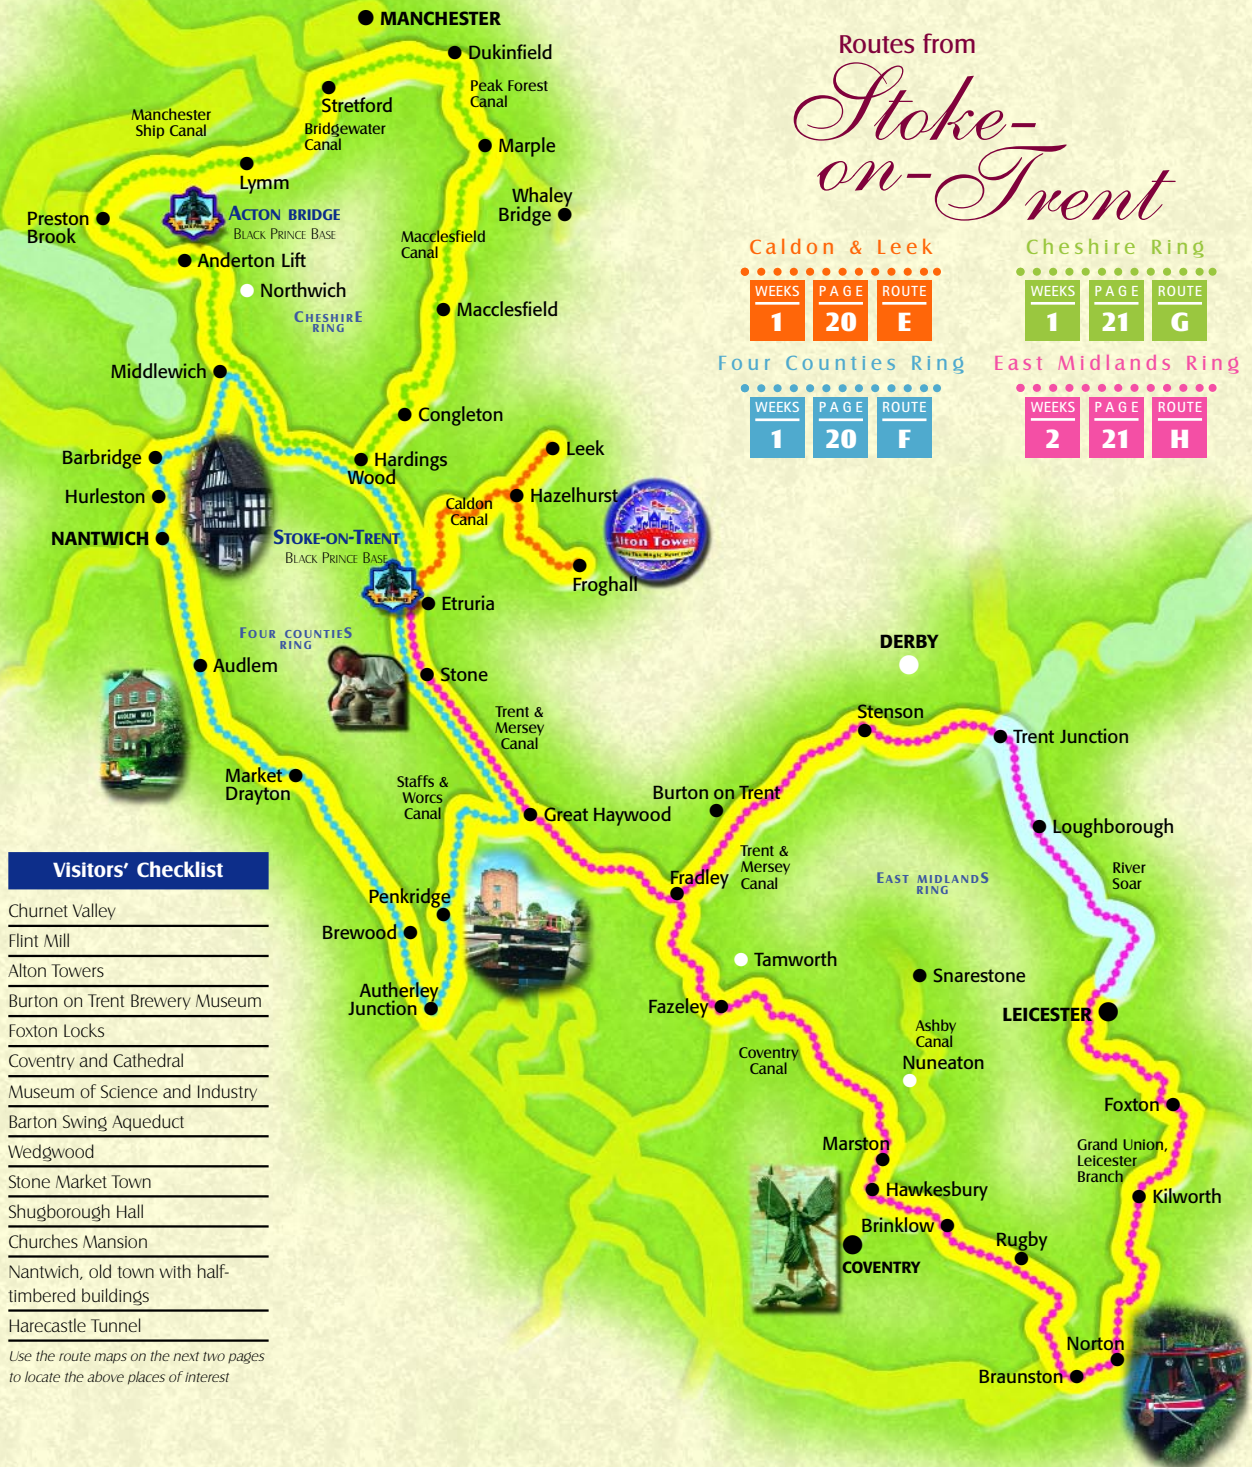 Routes from
Stoke-
on-Trent
Caldon & Leek
WEEKS PAGE ROUTE
1 20 E
Cheshire Ring
WEEKS PAGE ROUTE
1 21 G
Four Counties Ring
WEEKS PAGE ROUTE
1 20 F
East Midlands Ring
WEEKS PAGE ROUTE
2 21 H
MANCHESTER
Dukinfield
Peak Forest
Canal
Stretford
Manchester
Ship Canal
Bridgewater
Canal
Marple
Lymm
Whaley
Bridge
ACTON BRIDGE
BLACK PRINCE BASE
Preston
Brook
Macclesfield
Canal
Anderton Lift
Northwich
Macclesfield
CHESHIRE
RING
Middlewich
Congleton
Leek
Barbridge
Hardings
Wood
Hurleston
Hazelhurst
Caldon
Canal
NANTWICH
STOKE-ON-TRENT
BLACK PRINCE BASE
Alton Towers
Froghall
Etruria
FOUR COUNTIES
RING
DERBY
Audlem
Stone
Trent &
Mersey
Canal
Stenson
Trent Junction
Market
Drayton
Staffs &
Worcs
Canal
Burton on Trent
Great Haywood
Loughborough
Trent &
Mersey
Canal
River
Soar
EAST MIDLANDS
RING
Fradley
Penkridge
Brewood
Tamworth
Snarestone
Autherley
Junction
Fazeley
LEICESTER
Ashby
Canal
Coventry
Canal
Nuneaton
Foxton
Marston
Grand Union,
Leicester
Branch
Hawkesbury
Kilworth
Brinklow
Rugby
COVENTRY
Norton
Braunston
Visitors' Checklist
Churnet Valley
Flint Mill
Alton Towers
Burton on Trent Brewery Museum
Foxton Locks
Coventry and Cathedral
Museum of Science and Industry
Barton Swing Aqueduct
Wedgwood
Stone Market Town
Shugborough Hall
Churches Mansion
Nantwich, old town with half-
timbered buildings
Harecastle Tunnel
Use the route maps on the next two pages
to locate the above places of interest